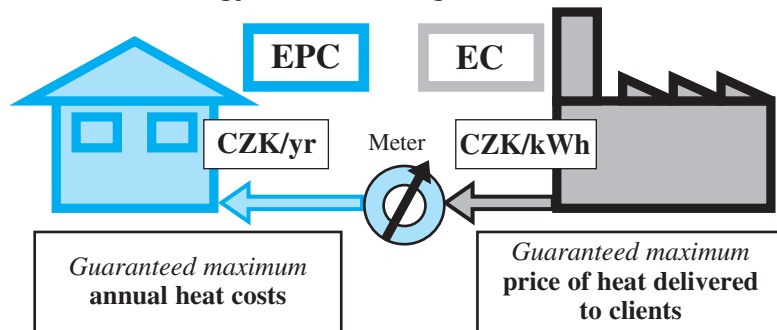 EPC
EC
CZK/yr
Meter
CZK/kWh
Guaranteed maximum
annual heat costs
Guaranteed maximum
price of heat delivered
to clients